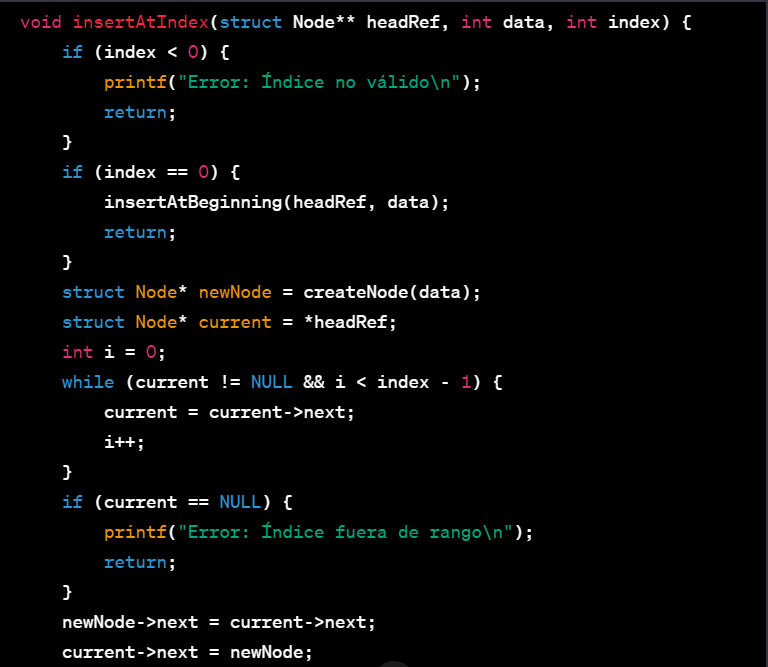 void insertAtIndex(struct Node** headRef, int data, int index) {
    if (index < 0) {
        printf("Error: Índice no válido\n");
        return;
    }
    if (index == 0) {
        insertAtBeginning(headRef, data);
        return;
    }
    struct Node* newNode = createNode(data);
    struct Node* current = *headRef;
    int i = 0;
    while (current != NULL && i < index - 1) {
        current = current->next;
        i++;
    }
    if (current == NULL) {
        printf("Error: Índice fuera de rango\n");
        return;
    }
    newNode->next = current->next;
    current->next = newNode;